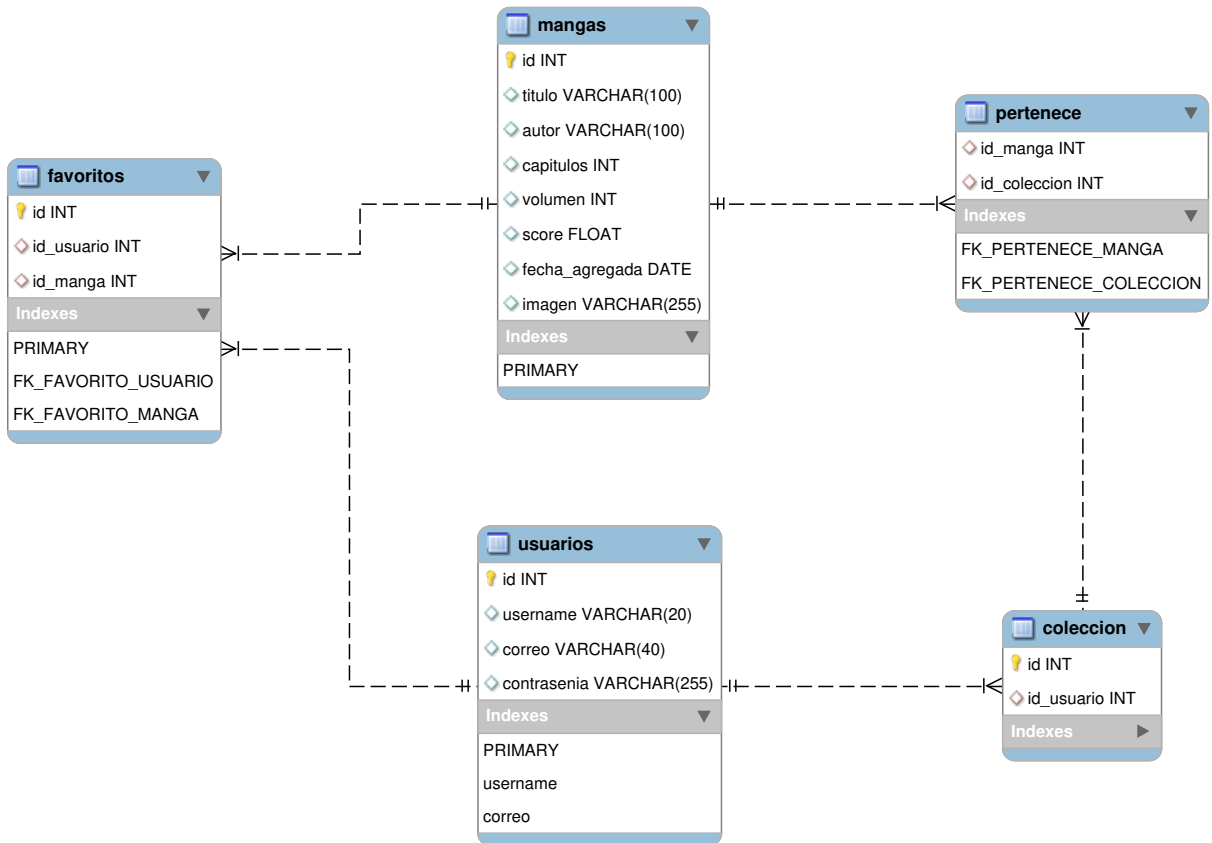 mangas
id INT
titulo VARCHAR(100)
autor VARCHAR(100)
capitulos INT
volumen INT
score FLOAT
fecha_agregada DATE
imagen VARCHAR(255)
Indexes
PRIMARY
pertenece
id_manga INT
id_coleccion INT
Indexes
FK_PERTENECE_MANGA
FK_PERTENECE_COLECCION
favoritos
id INT
id_usuario INT
id_manga INT
Indexes
PRIMARY
FK_FAVORITO_USUARIO
FK_FAVORITO_MANGA
usuarios
id INT
username VARCHAR(20)
correo VARCHAR(40)
contrasenia VARCHAR(255)
Indexes
PRIMARY
username
correo
coleccion
id INT
id_usuario INT
Indexes